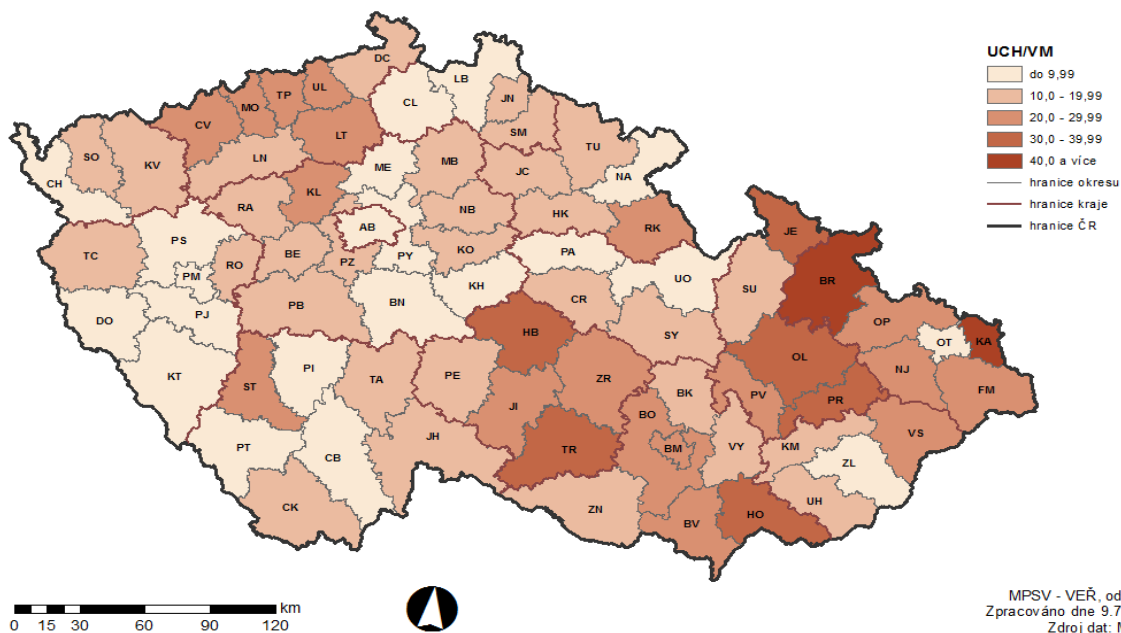 UCH/VM
do 9,99
10,0 - 19,99
20,0 - 29,99
30,0 - 39,99
40,0 a více
hranice okresu
hranice kraje
hranice ČR
DC
LB
UL
TP
MO
CL
JN
CV
LT
SM
SO
KV
LN
ME
MB
JC
TU
NA
CH
KL
RA
NB
HK
AB
RK
JE
PS
BE
PZ
PY
KO
PA
TC
RO
PM
UO
SU
BR
KH
BN
PB
CR
DO
PJ
OP
HB
SY
OT
KA
OL
KT
PI
TA
PE
ZR
NJ
ST
BK
PV
PR
FM
JI
BO
VS
JH
TR
BM
VY
KM
PT
CB
ZL
CK
ZN
UH
BV
HO
km
0 15 30 60 90 120
MPSV - VEŘ, od
Zpracováno dne 9.7
Zdroj dat: M